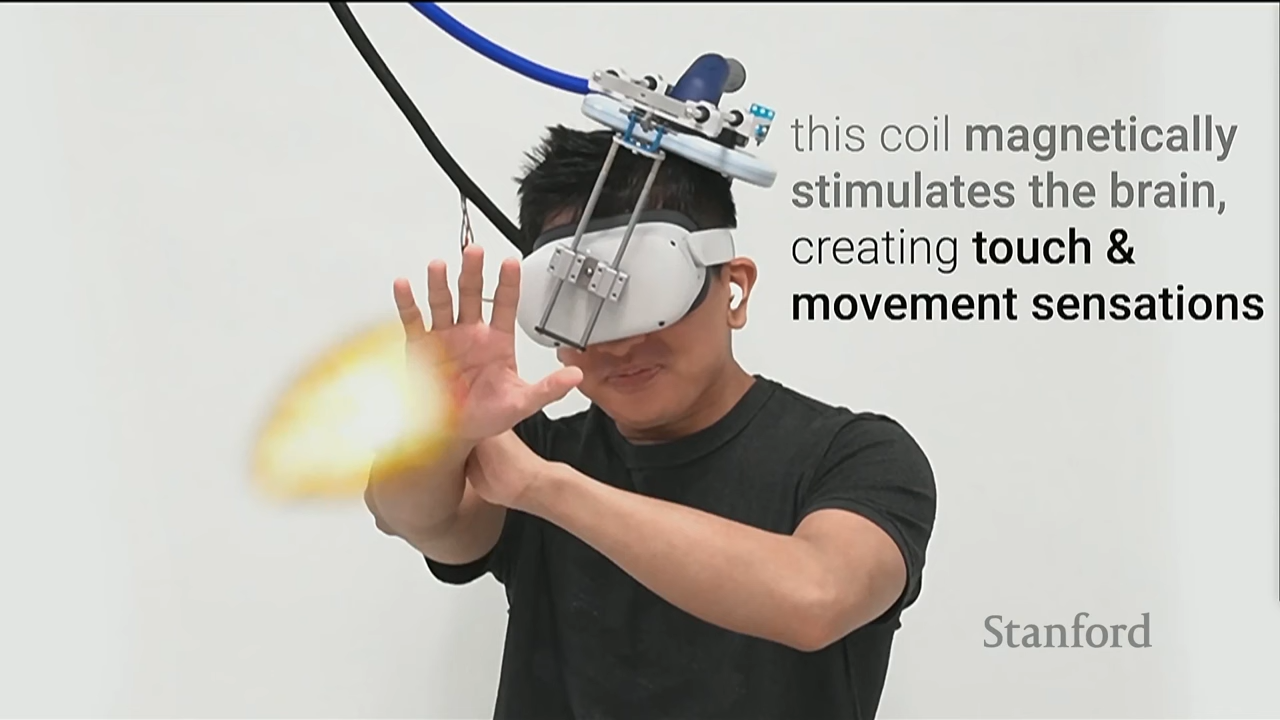 this coil magnetically
stimulates the brain,
creating touch &
movement sensations
Stanford